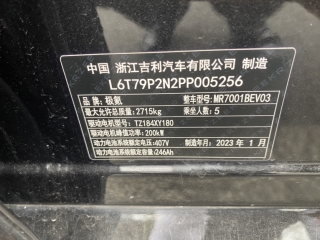 中国 浙江吉利汽车有限公司 制造
L6T79P2N2PP005256
品牌：极氪 整车型号：MR7001BEV03
最大允许总质量：2715kg 乘坐人数：5
驱动电机型号：TZ184XY180
驱动电机峰值功率：200kW
动力电池系统额定电压：407V 制造年月：2023 年 1 月
动力电池系统额定容量：246Ah